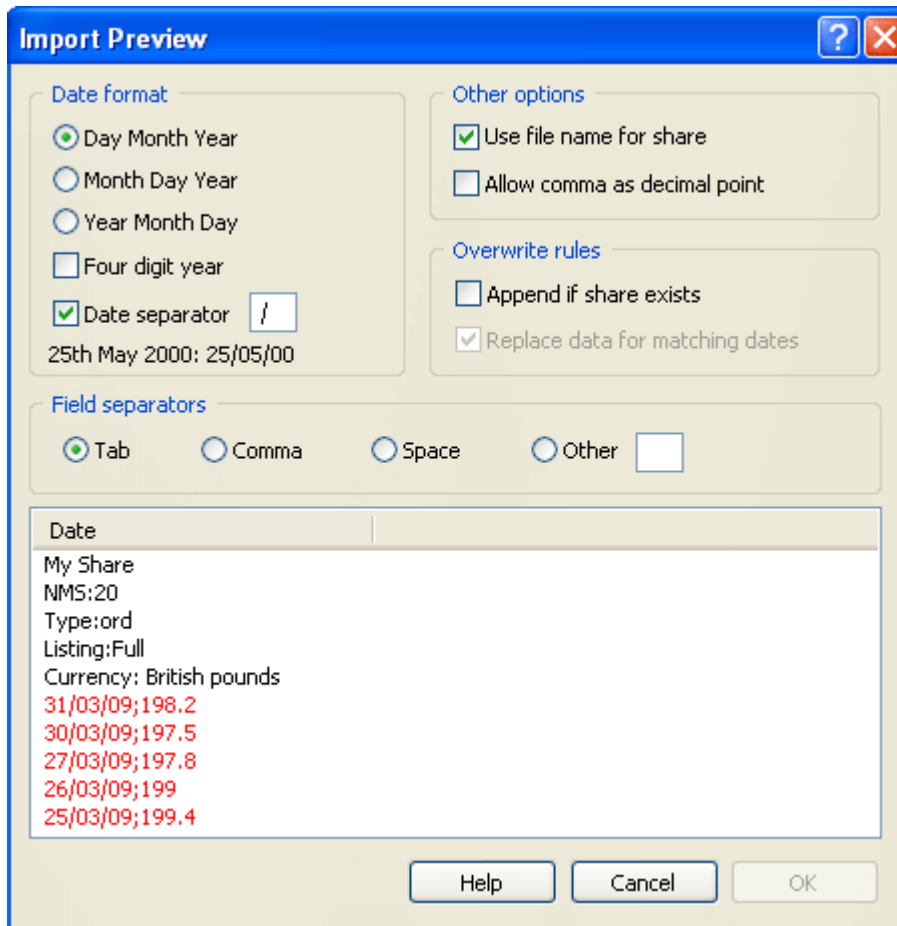 Import Preview
Date format
Day Month Year
Month Day Year
Year Month Day
Four digit year
Date separator /
25th May 2000: 25/05/00
Other options
Use file name for share
Allow comma as decimal point
Overwrite rules
Append if share exists
Replace data for matching dates
Field separators
Tab Comma Space Other
Date
My Share
NMS:20
Type:ord
Listing:Full
Currency: British pounds
31/03/09;198.2
30/03/09;197.5
27/03/09;197.8
26/03/09;199
25/03/09;199.4
Help Cancel OK